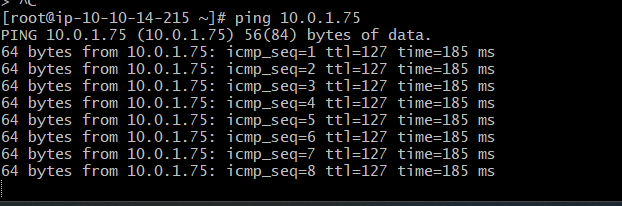 > ^C
[root@ip-10-10-14-215 ~]# ping 10.0.1.75
PING 10.0.1.75 (10.0.1.75) 56(84) bytes of data.
64 bytes from 10.0.1.75: icmp_seq=1 ttl=127 time=185 ms
64 bytes from 10.0.1.75: icmp_seq=2 ttl=127 time=185 ms
64 bytes from 10.0.1.75: icmp_seq=3 ttl=127 time=185 ms
64 bytes from 10.0.1.75: icmp_seq=4 ttl=127 time=185 ms
64 bytes from 10.0.1.75: icmp_seq=5 ttl=127 time=185 ms
64 bytes from 10.0.1.75: icmp_seq=6 ttl=127 time=185 ms
64 bytes from 10.0.1.75: icmp_seq=7 ttl=127 time=185 ms
64 bytes from 10.0.1.75: icmp_seq=8 ttl=127 time=185 ms